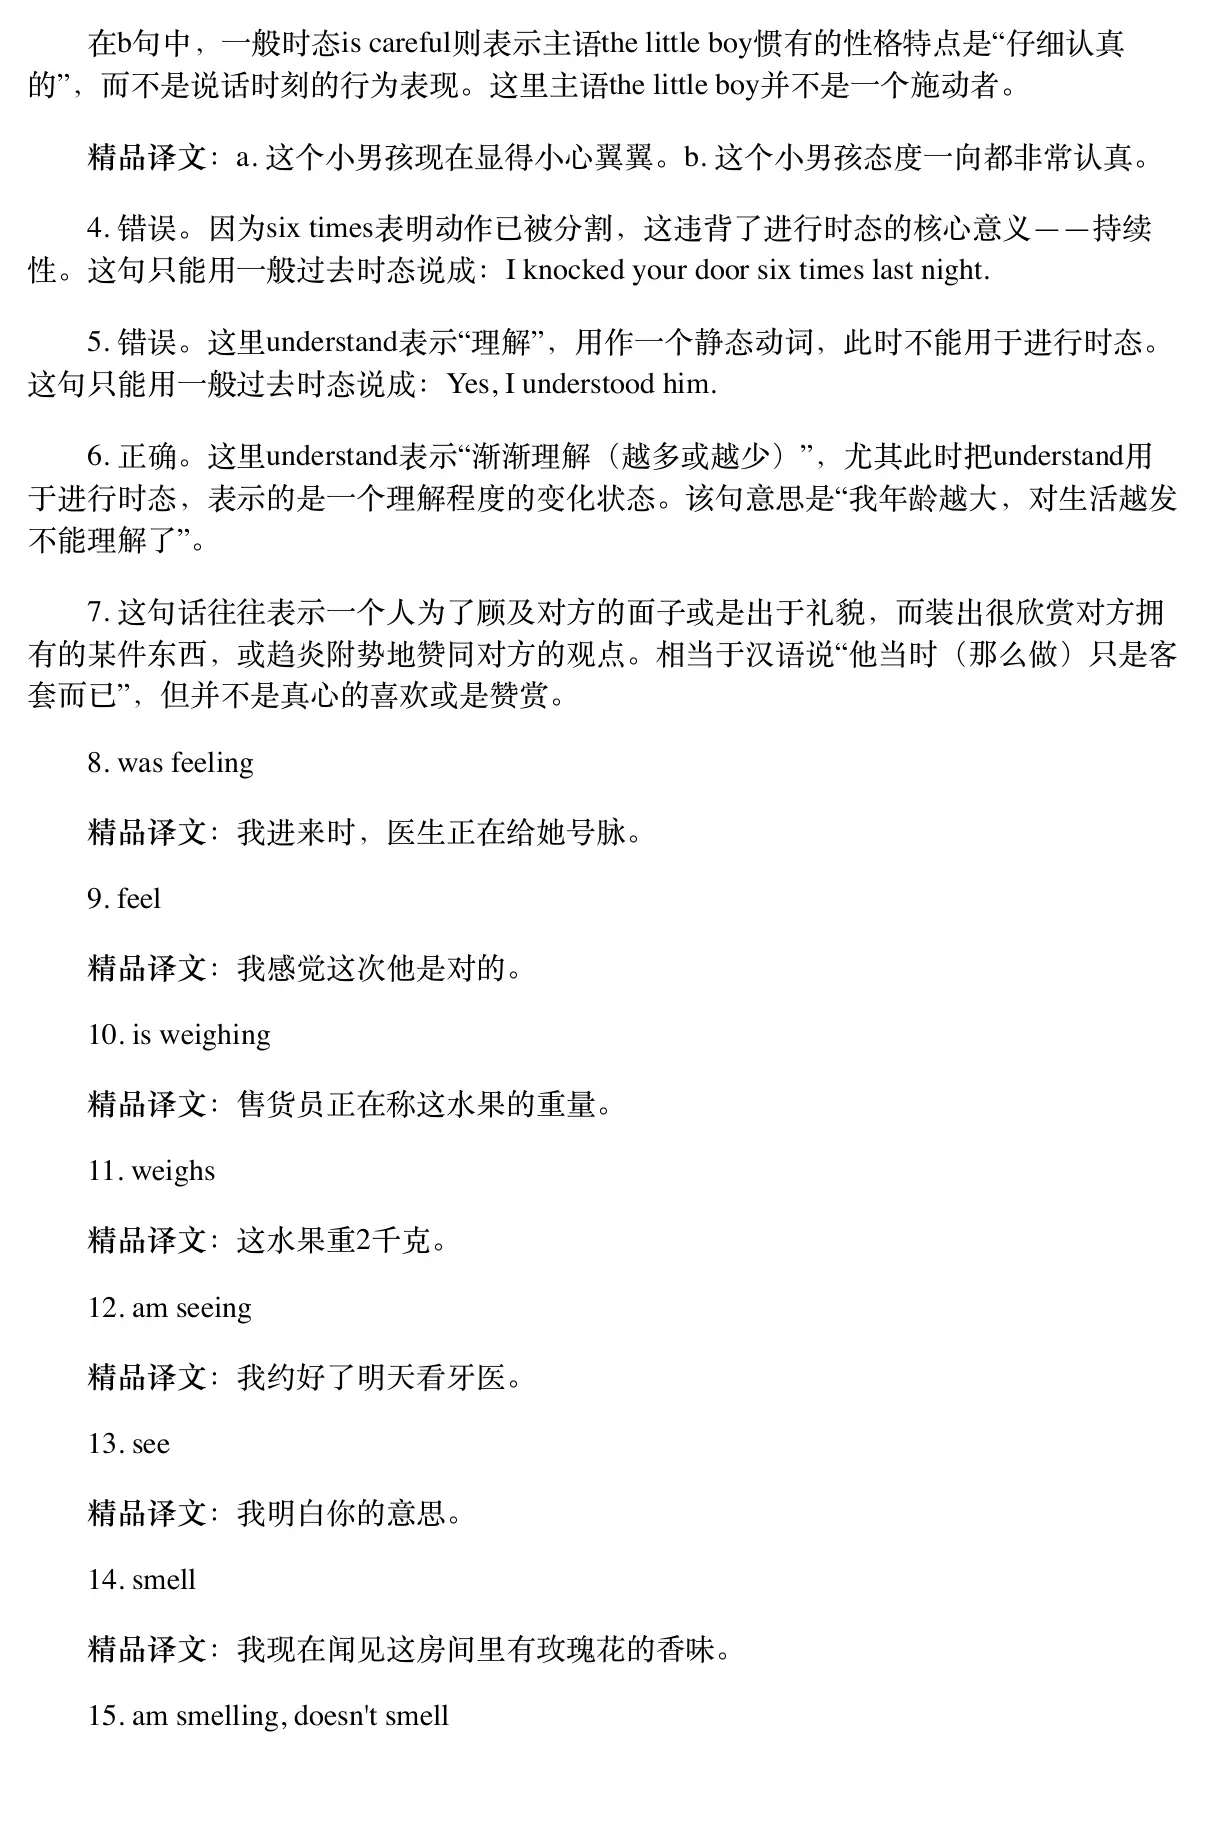 在b句中，一般时态is careful则表示主语the little boy惯有的性格特点是“仔细认真
的”，而不是说话时刻的行为表现。这里主语the little boy并不是一个施动者。
精品译文：a. 这个小男孩现在显得小心翼翼。b. 这个小男孩态度一向都非常认真。
4. 错误。因为six times表明动作已被分割，这违背了进行时态的核心意义——持续
性。这句只能用一般过去时态说成：I knocked your door six times last night.
5. 错误。这里understand表示“理解”，用作一个静态动词，此时不能用于进行时态。
这句只能用一般过去时态说成：Yes, I understood him.
6. 正确。这里understand表示“渐渐理解（越多或越少）”，尤其此时把understand用
于进行时态，表示的是一个理解程度的变化状态。该句意思是“我年龄越大，对生活越发
不能理解了”。
7. 这句话往往表示一个人为了顾及对方的面子或是出于礼貌，而装出很欣赏对方拥
有的某件东西，或趋炎附势地赞同对方的观点。相当于汉语说“他当时（那么做）只是客
套而已”，但并不是真心的喜欢或是赞赏。
8. was feeling
精品译文：我进来时，医生正在给她号脉。
9. feel
精品译文：我感觉这次他是对的。
10. is weighing
精品译文：售货员正在称这水果的重量。
11. weighs
精品译文：这水果重2千克。
12. am seeing
精品译文：我约好了明天看牙医。
13. see
精品译文：我明白你的意思。
14. smell
精品译文：我现在闻见这房间里有玫瑰花的香味。
15. am smelling, doesn't smell